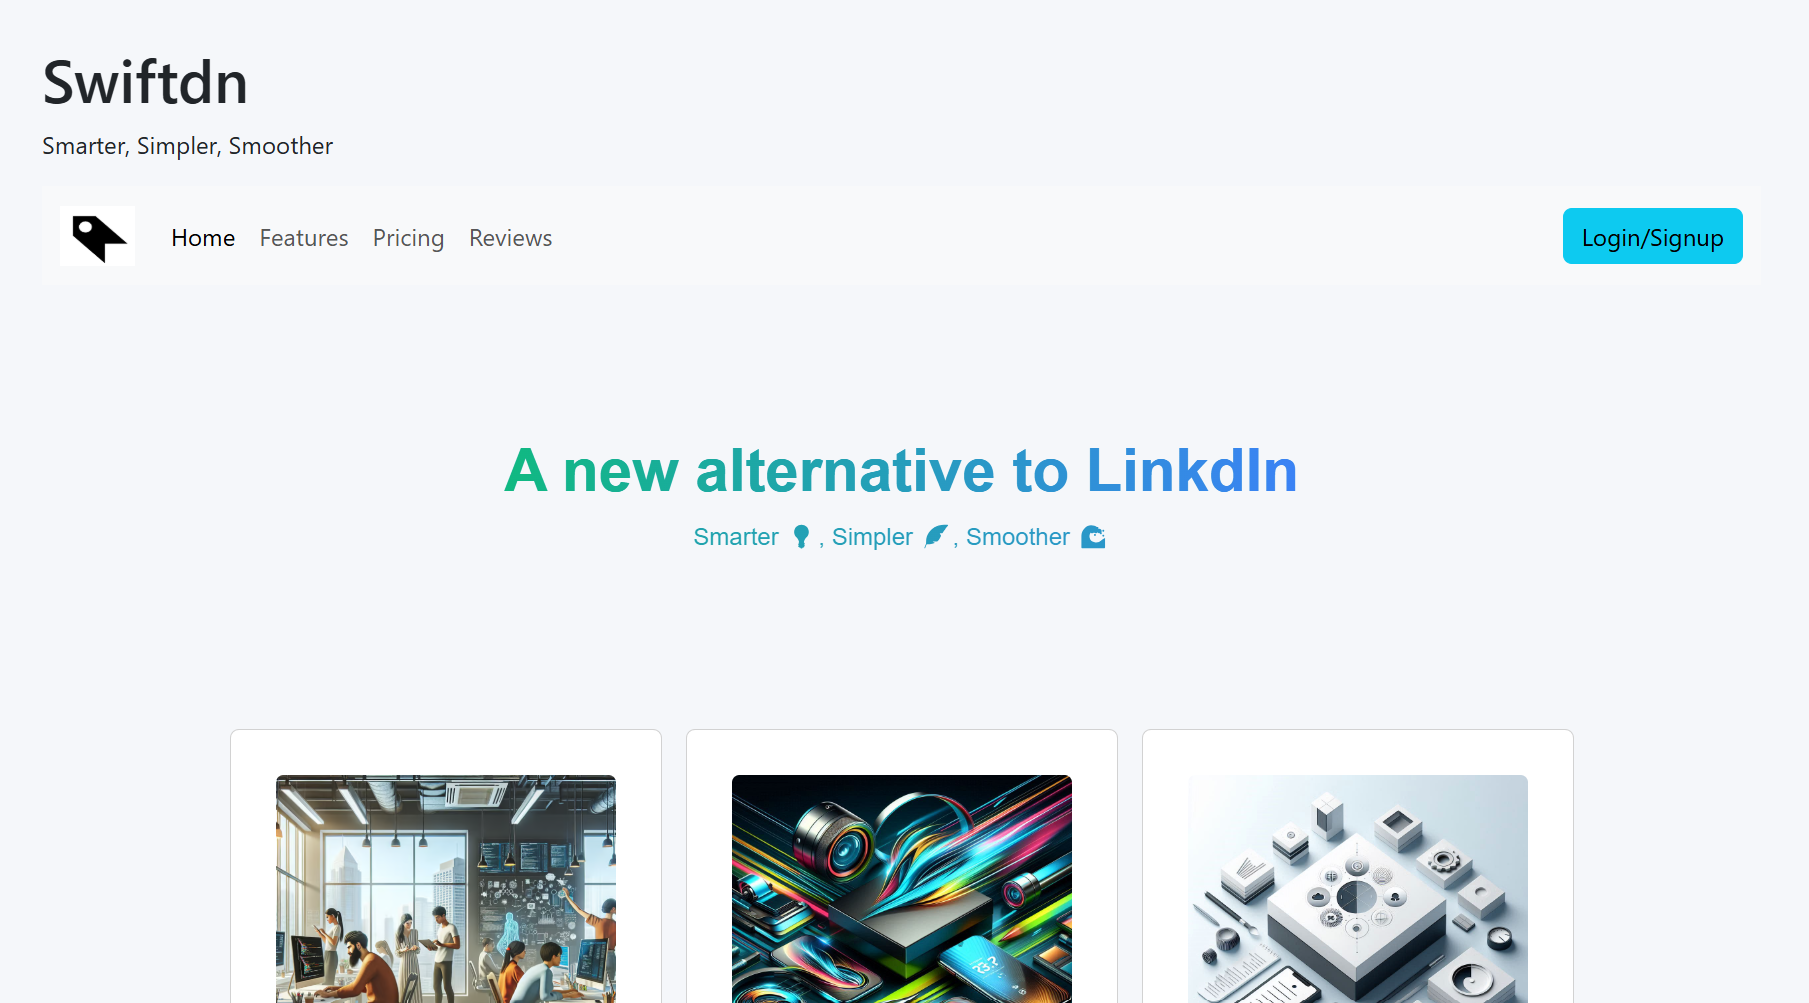 Swiftdn
Smarter, Simpler, Smoother
Home Features Pricing Reviews Login/Signup
A new alternative to LinkdIn
Smarter , Simpler , Smoother